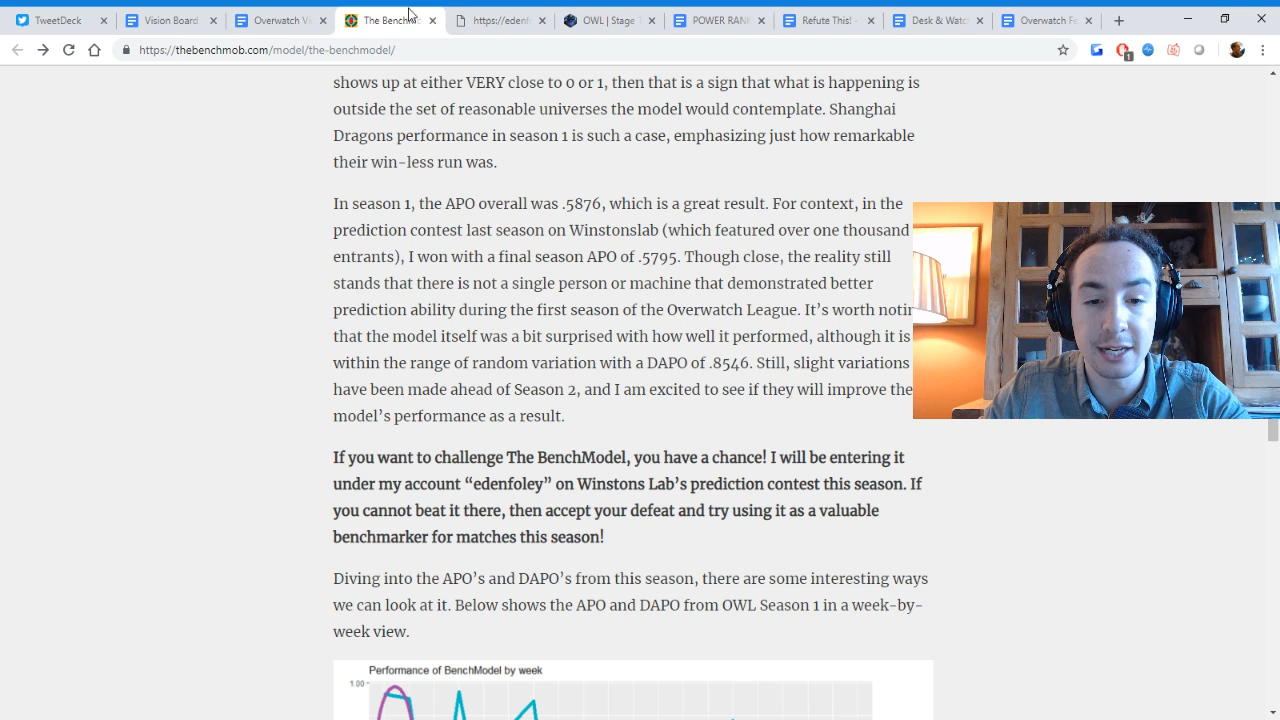 TweetDeck
Vision Board
Overwatch Vi
The Benchm
https://edenf
OWL | Stage
POWER RAN
Refute This! -
Desk & Watc
Overwatch Fe
https://thebenchmob.com/model/the-benchmodel/
1
shows up at either VERY close to 0 or 1, then that is a sign that what is happening is
outside the set of reasonable universes the model would contemplate. Shanghai
Dragons performance in season 1 is such a case, emphasizing just how remarkable
their win-less run was.
In season 1, the APO overall was .5876, which is a great result. For context, in the
prediction contest last season on Winstonslab (which featured over one thousand
entrants), I won with a final season APO of .5795. Though close, the reality still
stands that there is not a single person or machine that demonstrated better
prediction ability during the first season of the Overwatch League. It's worth notin
that the model itself was a bit surprised with how well it performed, although it is
within the range of random variation with a DAPO of .8546. Still, slight variations
have been made ahead of Season 2, and I am excited to see if they will improve the
model's performance as a result.
If you want to challenge The BenchModel, you have a chance! I will be entering it
under my account “edenfoley” on Winstons Lab's prediction contest this season. If
you cannot beat it there, then accept your defeat and try using it as a valuable
benchmarker for matches this season!
Diving into the APO's and DAPO's from this season, there are some interesting ways
we can look at it. Below shows the APO and DAPO from OWL Season 1 in a week-by-
week view.
Performance of BenchModel by week
1.00